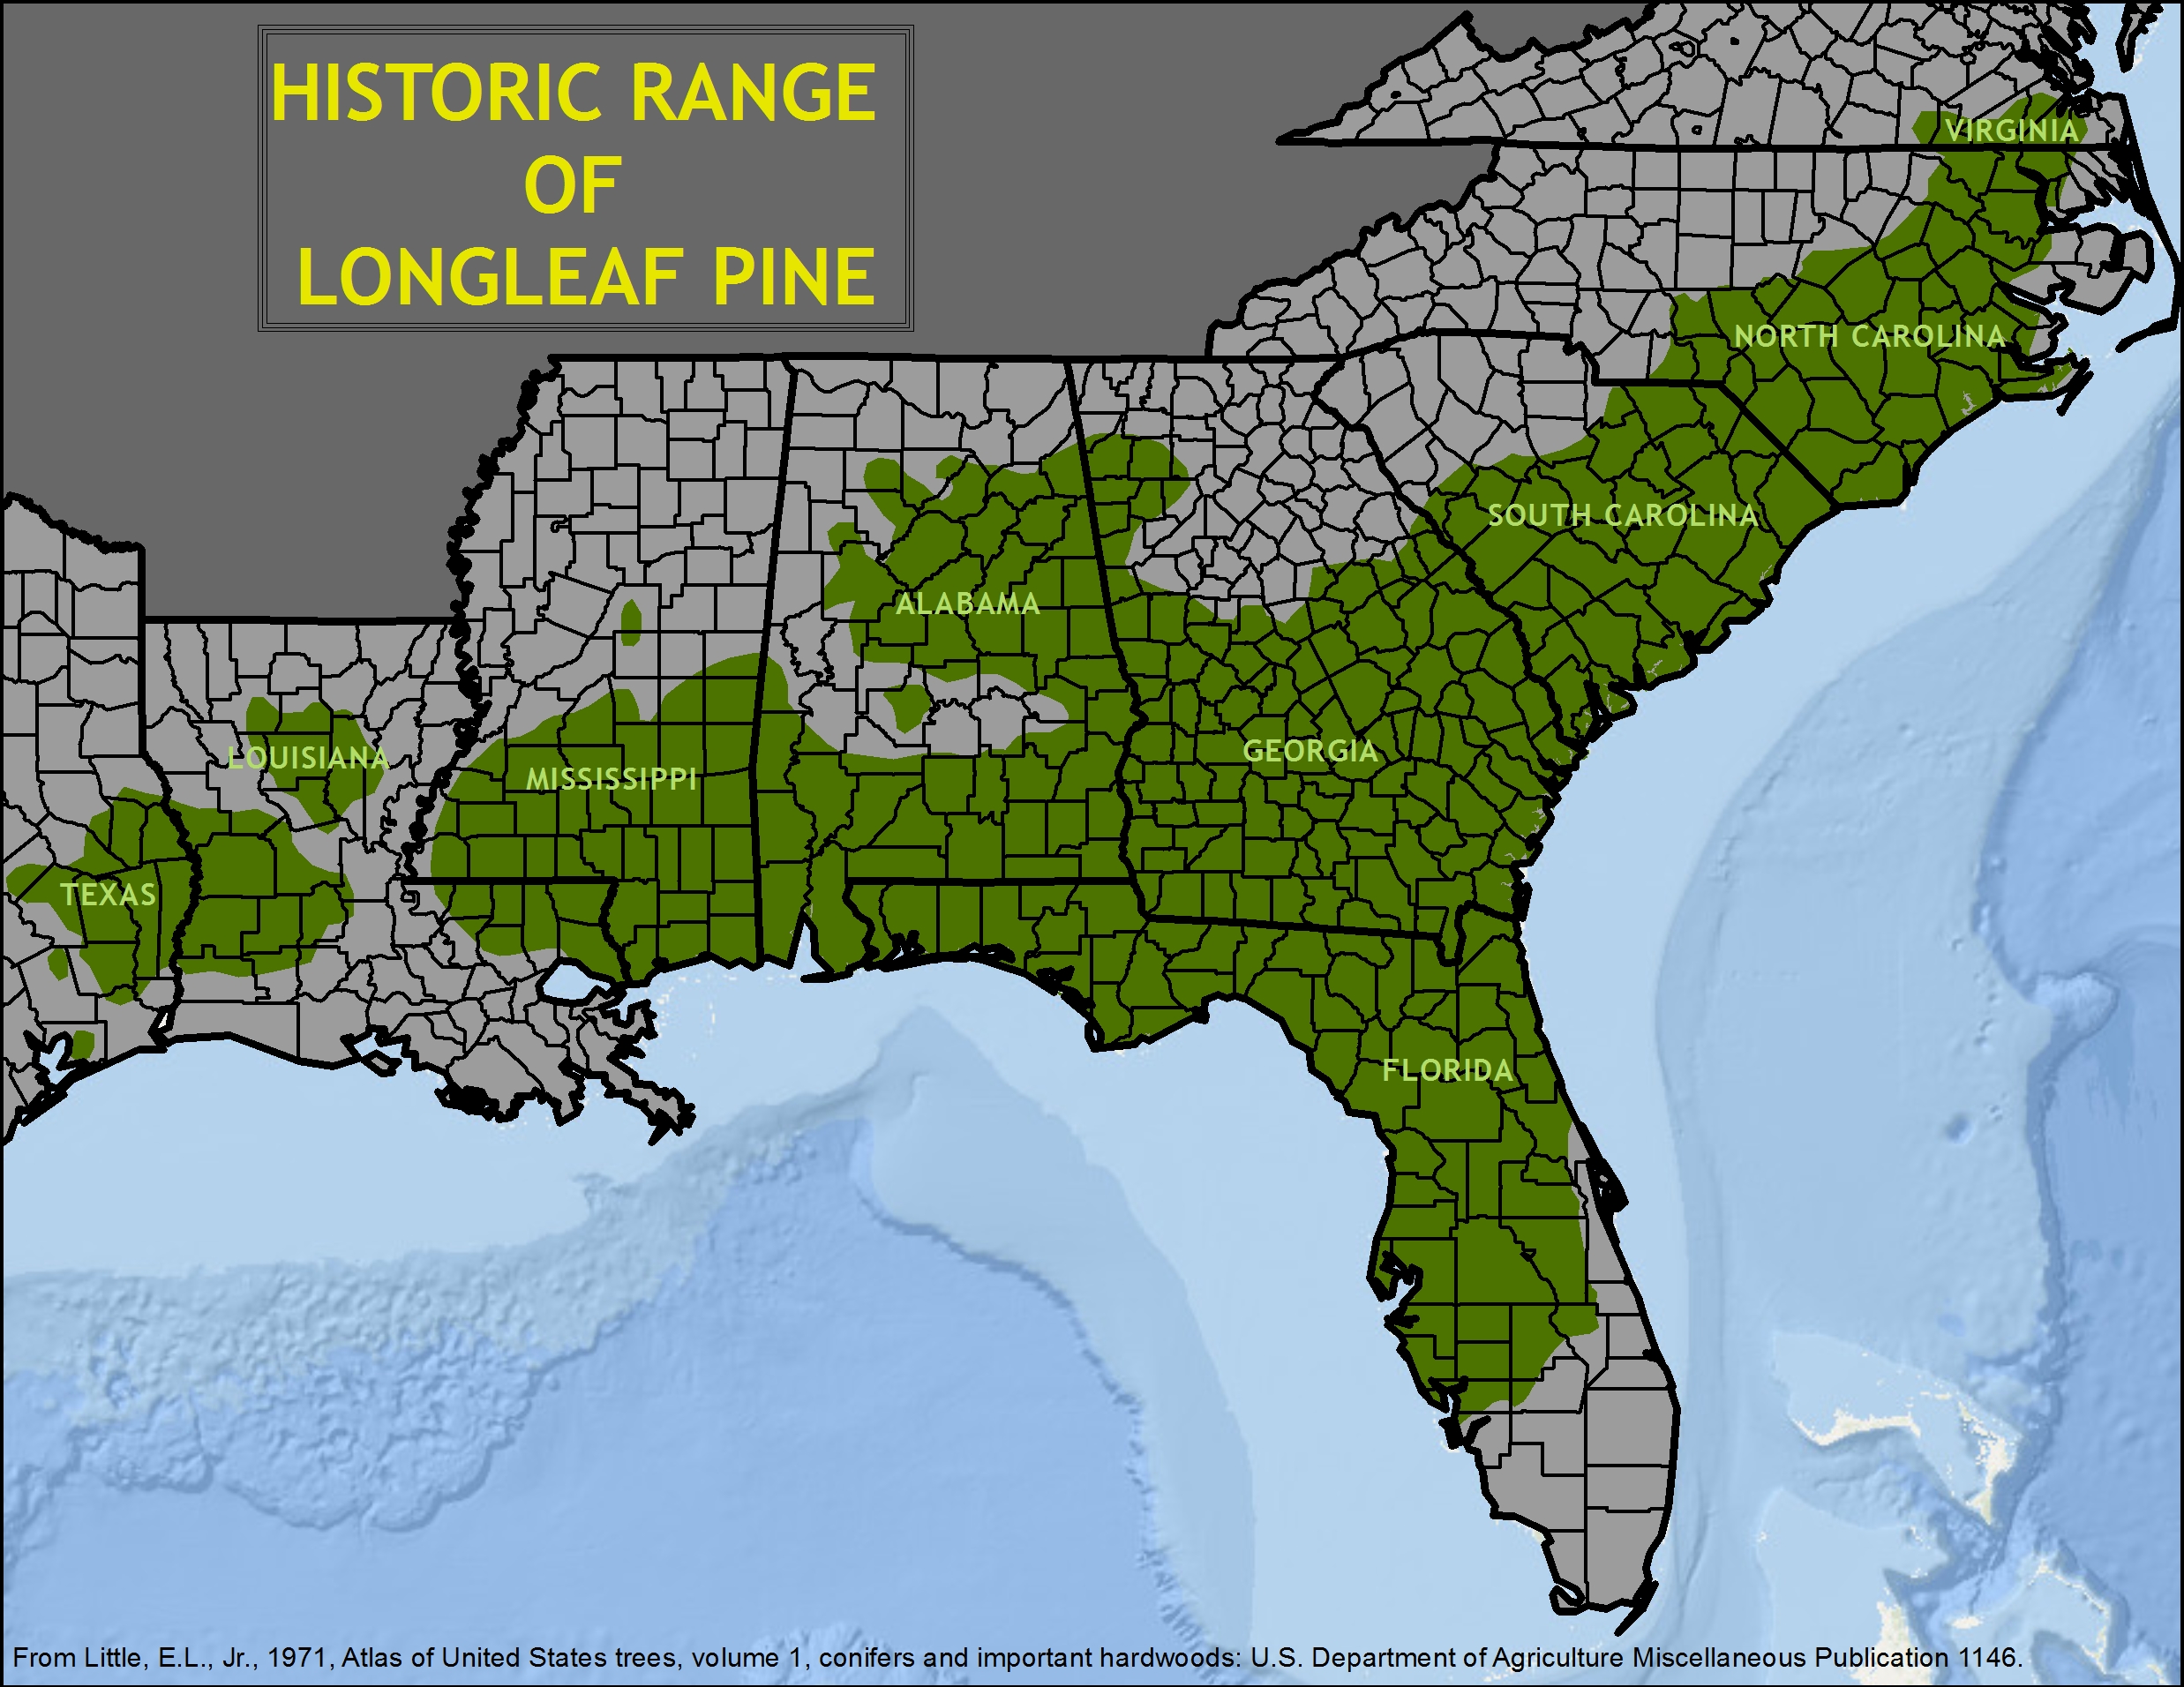 HISTORIC RANGE
OF
LONGLEAF PINE
VIRGINIA
NORTH CAROLINA
SOUTH CAROLINA
ALABAMA
GEORGIA
LOUISIANA
MISSISSIPPI
TEXAS
FLORIDA
From Little, E.L., Jr., 1971, Atlas of United States trees, volume 1, conifers and important hardwoods: U.S. Department of Agriculture Miscellaneous Publication 1146.